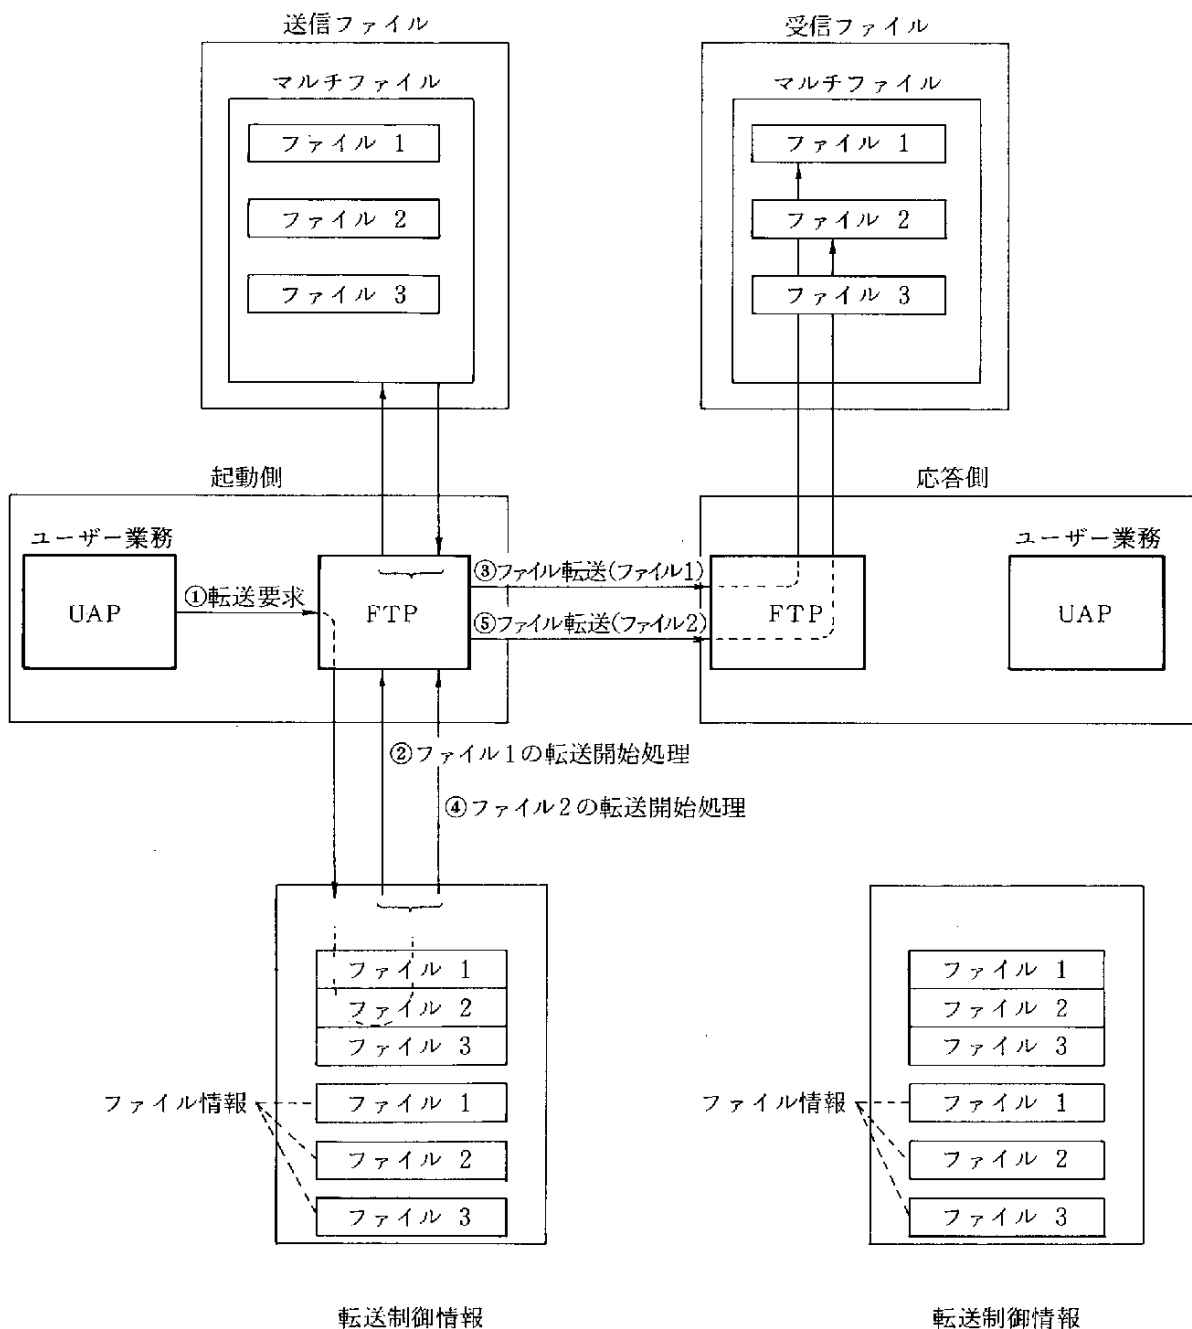 送信ファイル
受信ファイル
マルチファイル
マルチファイル
ファイル 1
ファイル 2
ファイル 3
ファイル 1
ファイル 2
ファイル 3
起動側
応答側
ユーザー業務
UAP
①転送要求
FTP
③ファイル転送(ファイル1)
⑤ファイル転送(ファイル2)
FTP
ユーザー業務
UAP
②ファイル1の転送開始処理
④ファイル2の転送開始処理
ファイル 1
ファイル 2
ファイル 3
ファイル情報
ファイル 1
ファイル 2
ファイル 3
ファイル 1
ファイル 2
ファイル 3
ファイル情報
ファイル 1
ファイル 2
ファイル 3
転送制御情報
転送制御情報